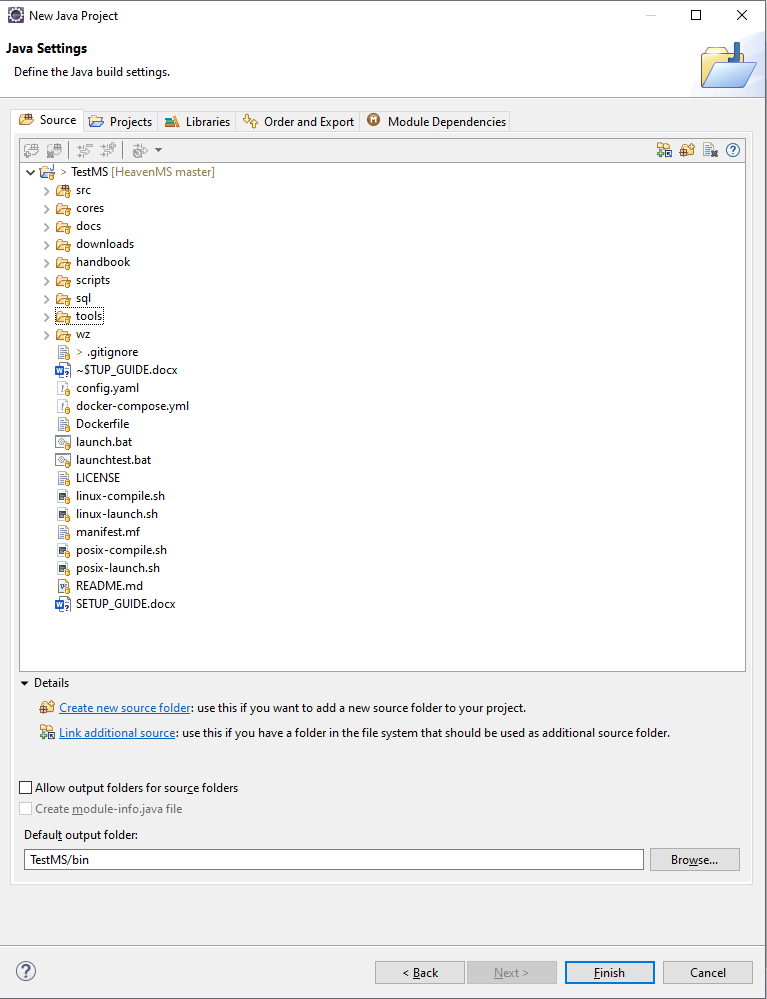 New Java Project
Java Settings
Define the Java build settings.
Source Projects Libraries Order and Export Module Dependencies
> TestMS [HeavenMS master]
src
cores
docs
downloads
handbook
scripts
sql
tools
wz
> .gitignore
~$TUP_GUIDE.docx
config.yaml
docker-compose.yml
Dockerfile
launch.bat
launchtest.bat
LICENSE
linux-compile.sh
linux-launch.sh
manifest.mf
posix-compile.sh
posix-launch.sh
README.md
SETUP_GUIDE.docx
Details
Create new source folder: use this if you want to add a new source folder to your project.
Link additional source: use this if you have a folder in the file system that should be used as additional source folder.
Allow output folders for source folders
Create module-info.java file
Default output folder:
TestMS/bin Browse...
< Back Next > Finish Cancel